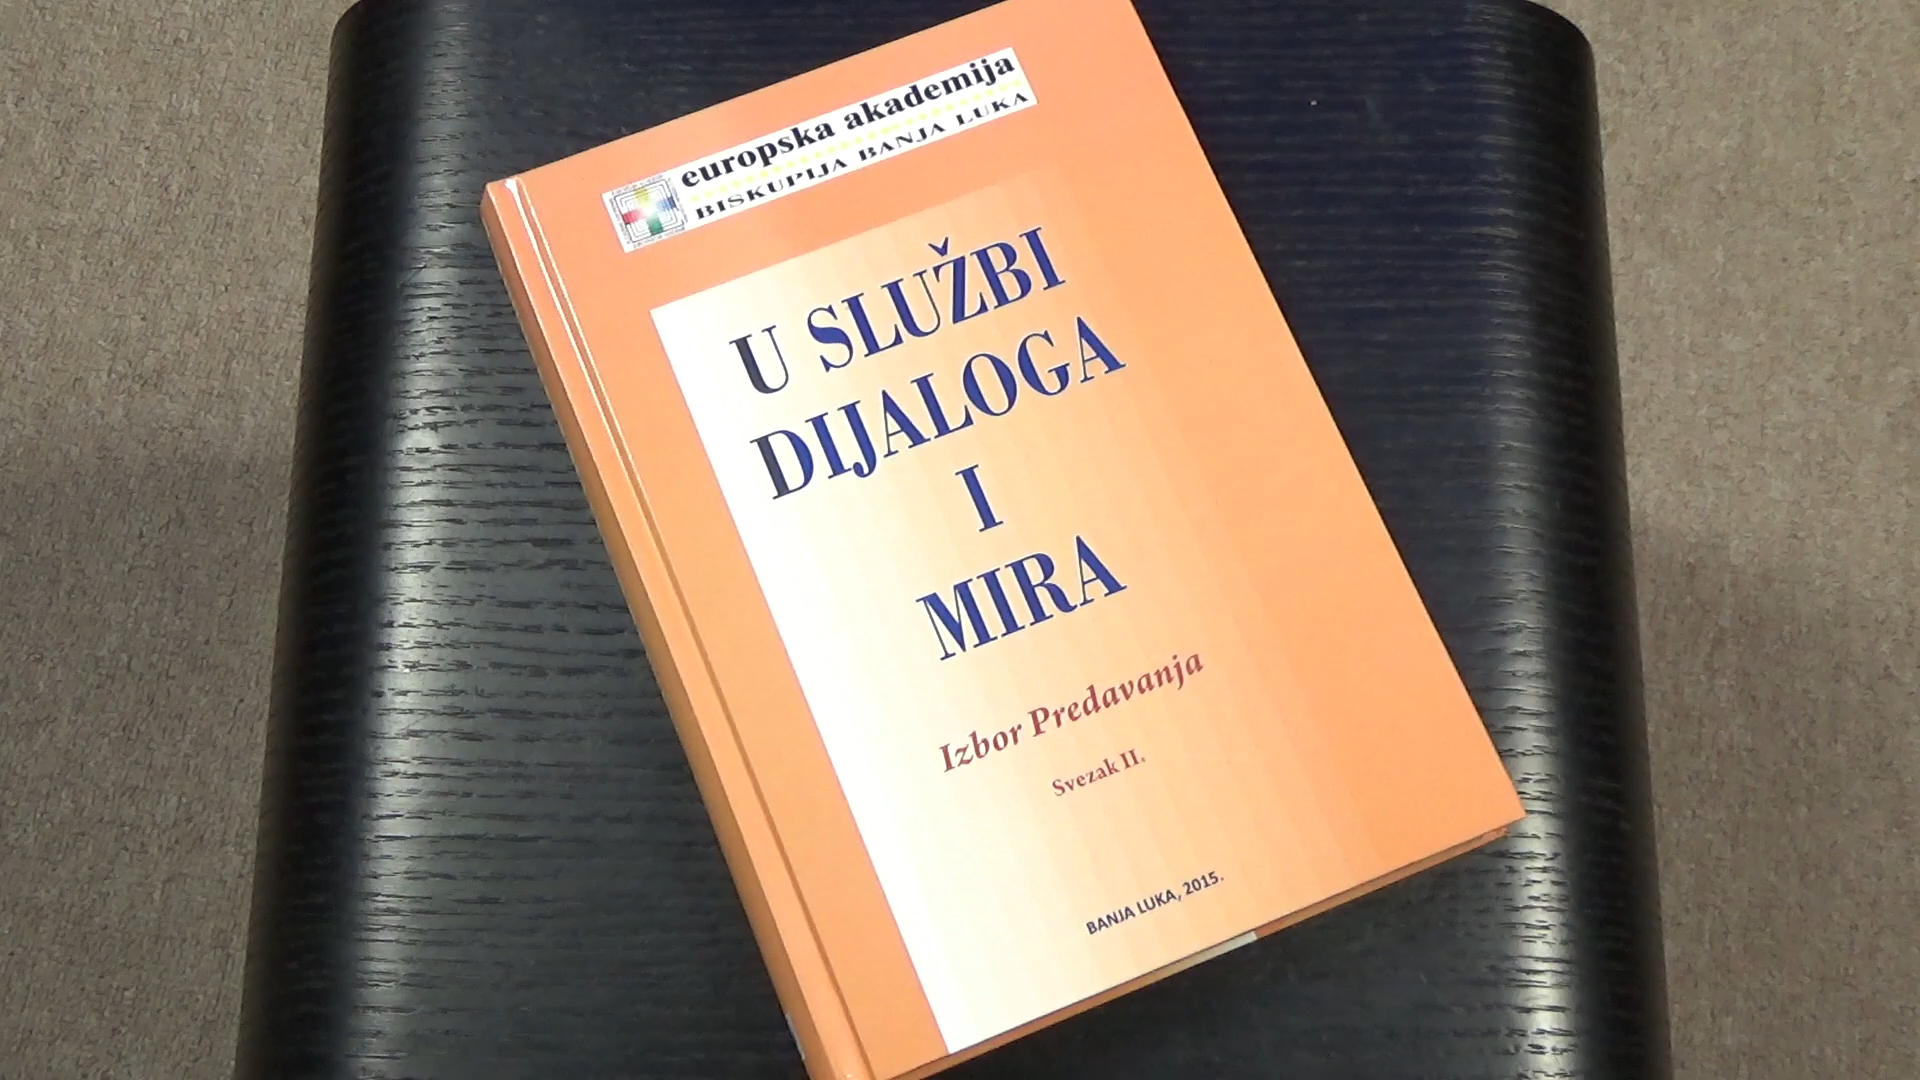 europska akademija
BISKUPIJA BANJA LUKA
U SLUŽBI
DIJALOGA
I
MIRA
Izbor Predavanja
Svezak II.
BANJA LUKA, 2015.